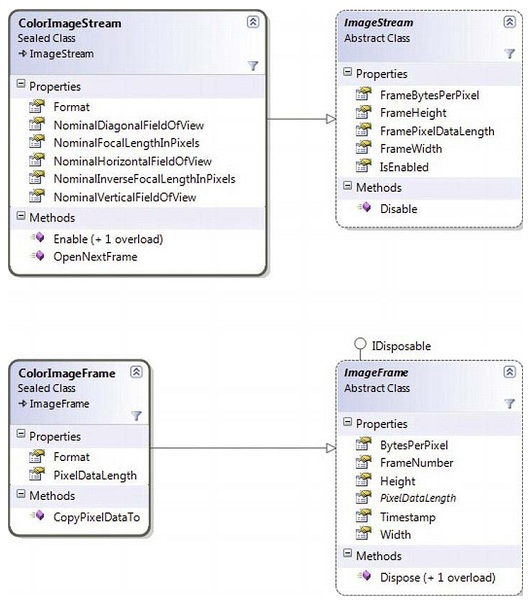 ColorImageStream
Sealed Class
ImageStream
Properties
Format
NominalDiagonalFieldOfView
NominalFocalLengthInPixels
NominalHorizontalFieldOfView
NominalInverseFocalLengthInPixels
NominalVerticalFieldOfView
Methods
Enable (+ 1 overload)
OpenNextFrame
ImageStream
Abstract Class
Properties
FrameBytesPerPixel
FrameHeight
FramePixelDataLength
FrameWidth
IsEnabled
Methods
Disable
ColorImageFrame
Sealed Class
ImageFrame
Properties
Format
PixelDataLength
Methods
CopyPixelDataTo
IDisposable
ImageFrame
Abstract Class
Properties
BytesPerPixel
FrameNumber
Height
PixelDataLength
Timestamp
Width
Methods
Dispose (+ 1 overload)